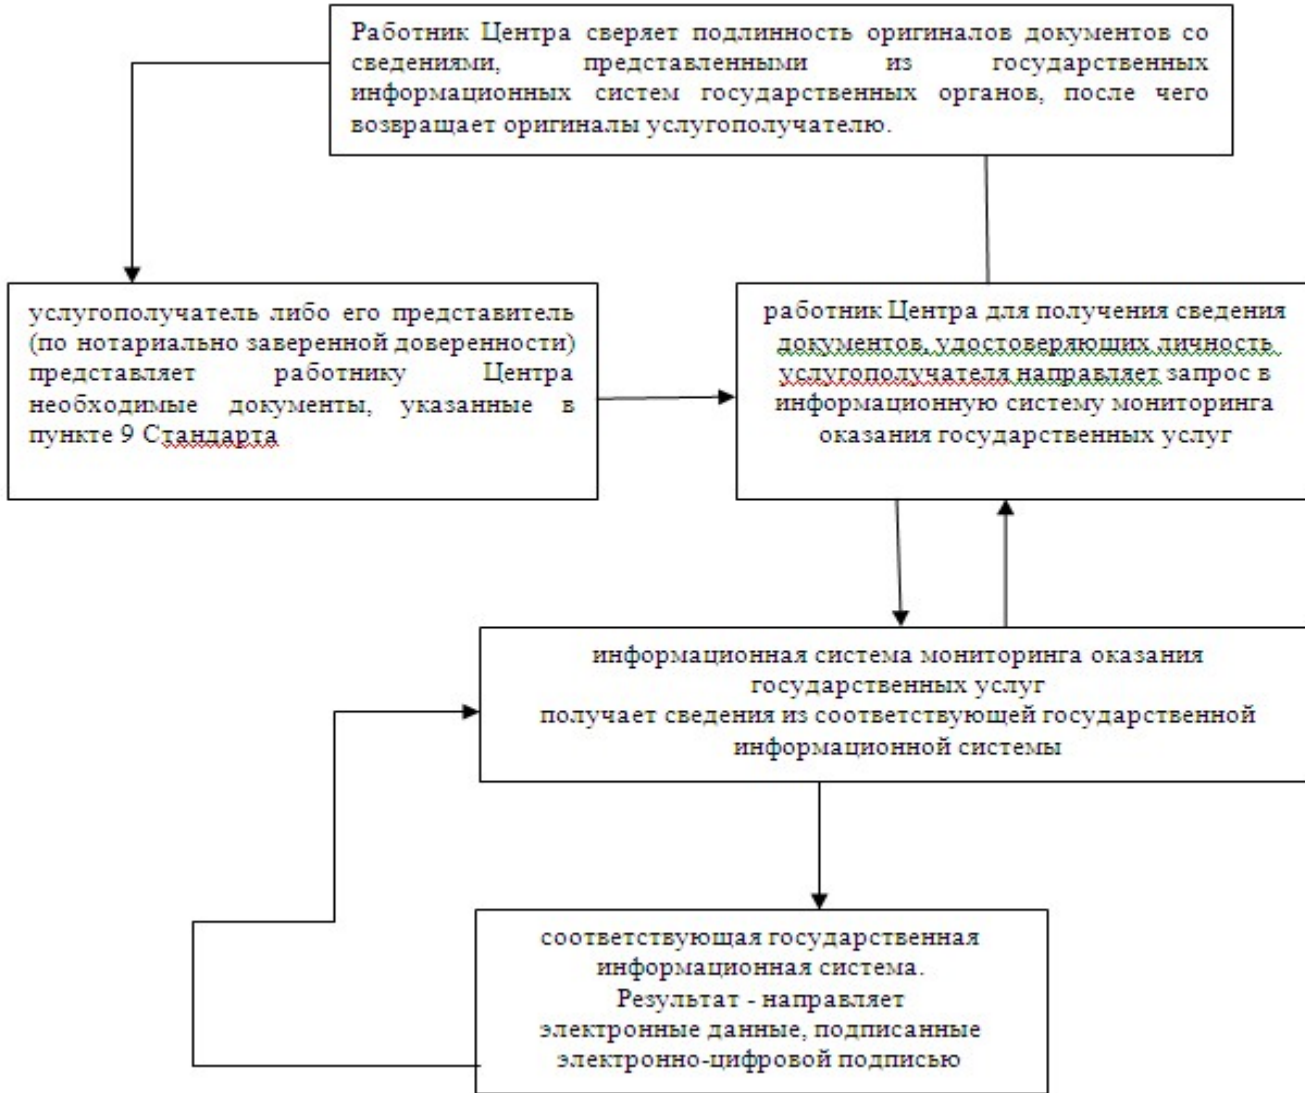 Работник Центра сверяет подлинность оригиналов документов со
сведениями, представленными из государственных
информационных систем государственных органов, после чего
возвращает оригиналы услугополучателю.
услугополучатель либо его представитель
(по нотариально заверенной доверенности)
представляет работнику Центра
необходимые документы, указанные в
пункте 9 Стандарта
работник Центра для получения сведения
документов, удостоверяющих личность
услугополучателя направляет запрос в
информационную систему мониторинга
оказания государственных услуг
информационная система мониторинга оказания
государственных услуг
получает сведения из соответствующей государственной
информационной системы
соответствующая государственная
информационная система.
Результат - направляет
электронные данные, подписанные
электронно-цифровой подписью